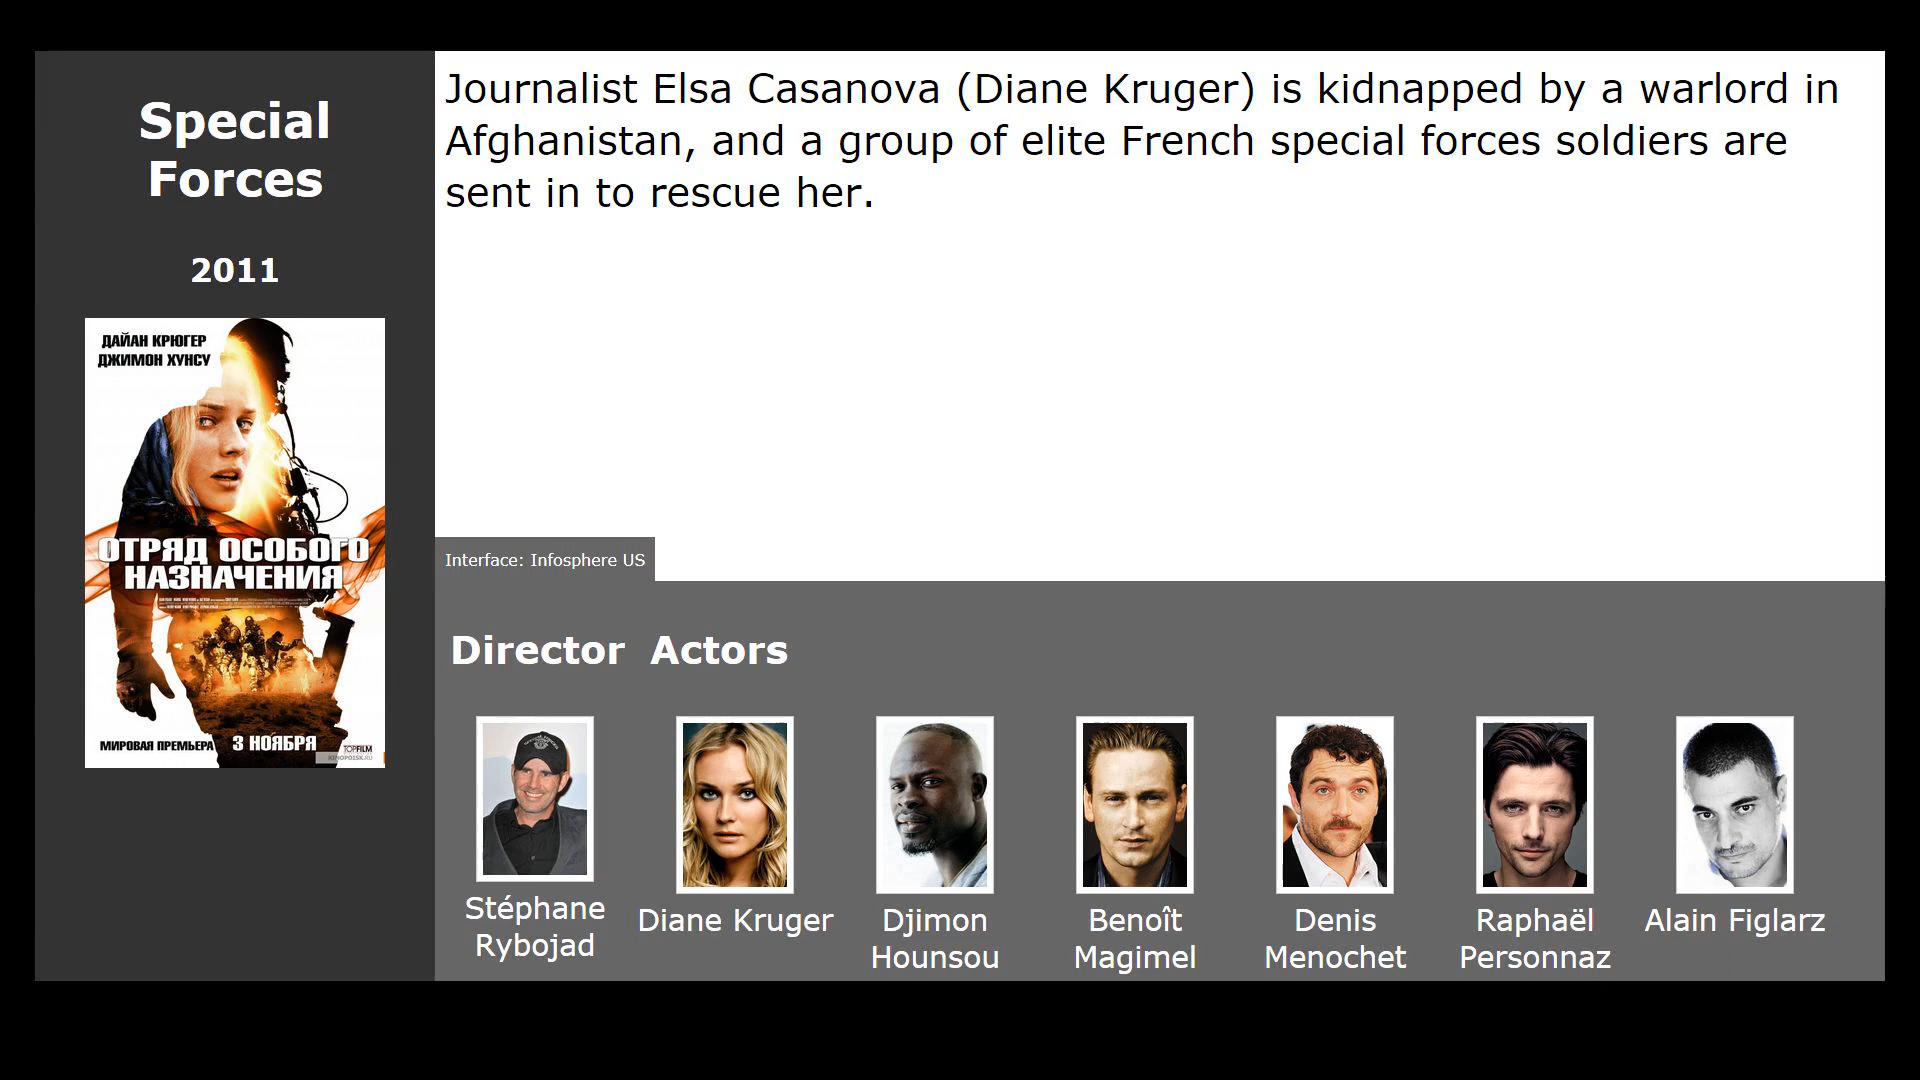 Special
Forces
2011
ДАЙАН КРЮГЕР
ДЖИМОН ХУНСУ
ОТРЯД ОСОБОГО
НАЗНАЧЕНИЯ
МИРОВАЯ ПРЕМЬЕРА 3 НОЯБРЯ
TOPFILM
KINOPOISK.RU
Journalist Elsa Casanova (Diane Kruger) is kidnapped by a warlord in
Afghanistan, and a group of elite French special forces soldiers are
sent in to rescue her.
Interface: Infosphere US
Director Actors
Stéphane
Rybojad
Diane Kruger
Djimon
Hounsou
Benoît
Magimel
Denis
Menochet
Raphaël
Personnaz
Alain Figlarz